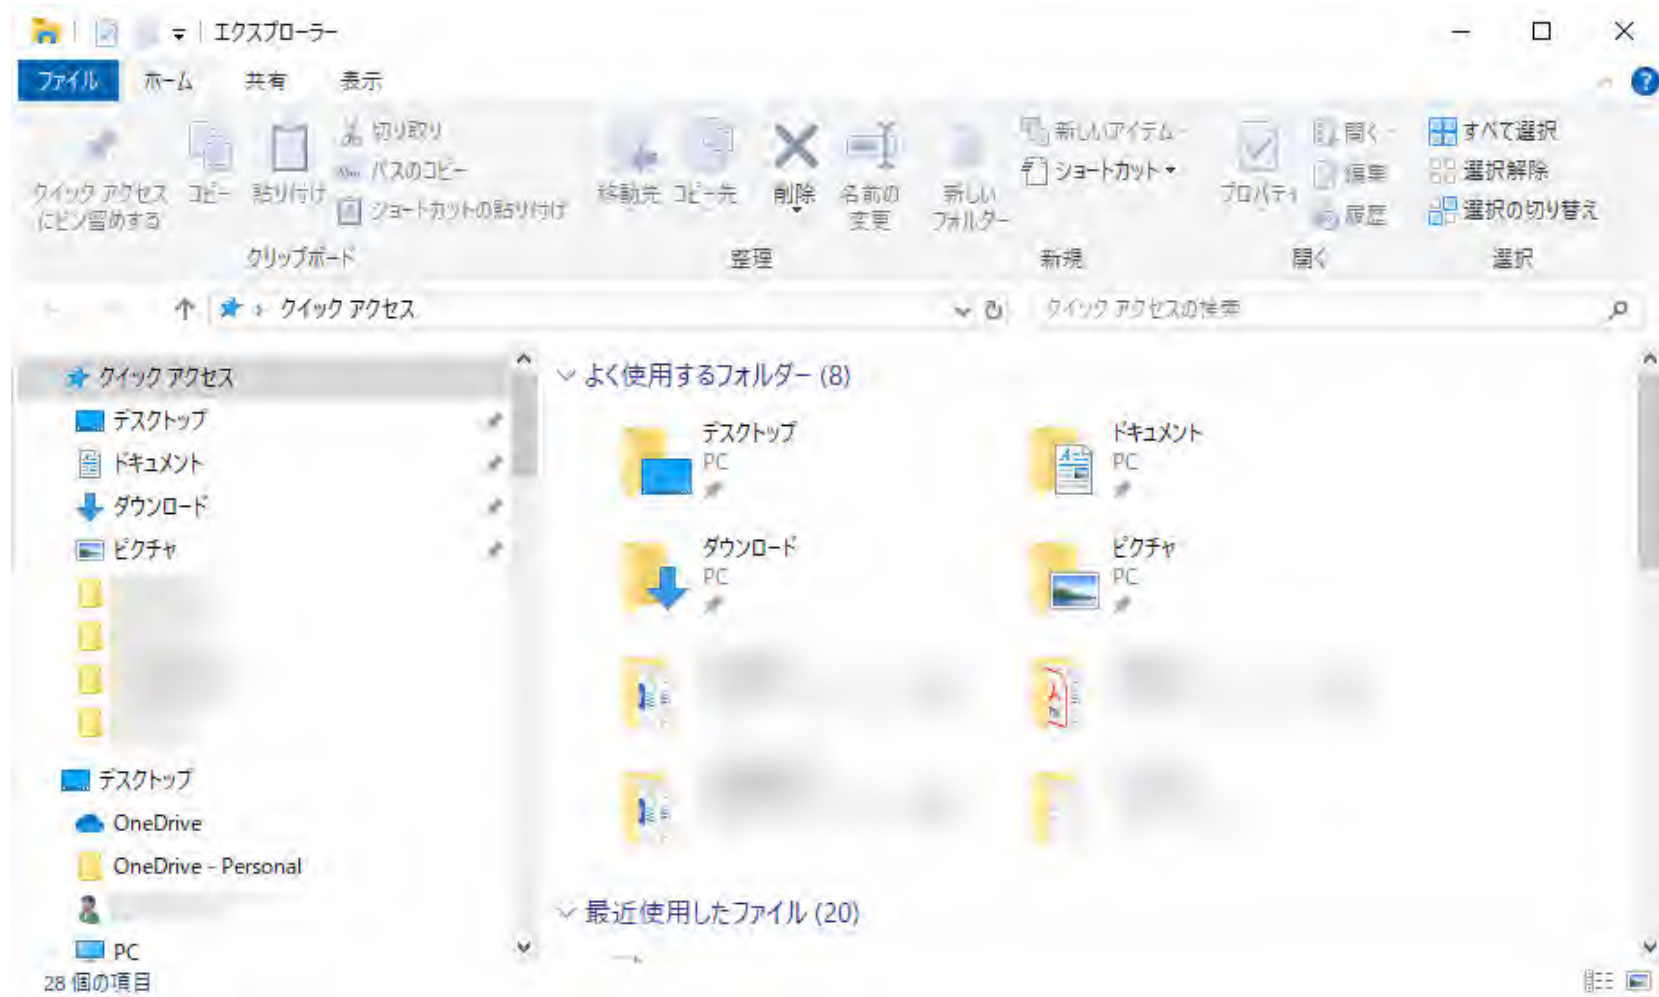 エクスプローラー
ファイル ホーム 共有 表示
クイック アクセス
にピン留めする
コピー
貼り付け
切り取り
パスのコピー
ショートカットの貼り付け
クリップボード
移動先
コピー先
削除
名前の
変更
整理
新しい
フォルダー
新しいアイテム
ショートカット
新規
プロパティ
開く
編集
履歴
開く
すべて選択
選択解除
選択の切り替え
選択
クイック アクセス
クイック アクセスの検索
クイック アクセス
デスクトップ
ドキュメント
ダウンロード
ピクチャ
デスクトップ
OneDrive
OneDrive - Personal
PC
よく使用するフォルダー (8)
デスクトップ
PC
ドキュメント
PC
ダウンロード
PC
ピクチャ
PC
最近使用したファイル (20)
28 個の項目